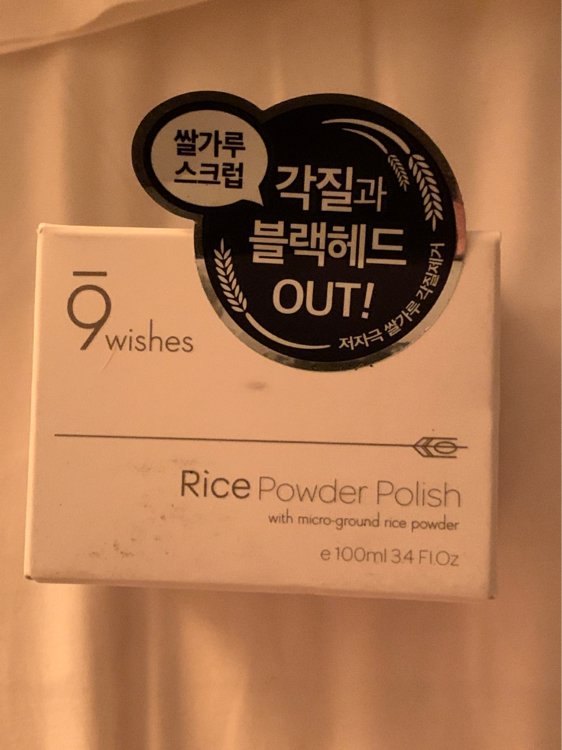 쌀가루
스크럽
각질과
블랙헤드
OUT!
저자극 쌀가루 각질제거
9wishes
Rice Powder Polish
with micro-ground rice powder
e 100ml 3.4 Fl.Oz